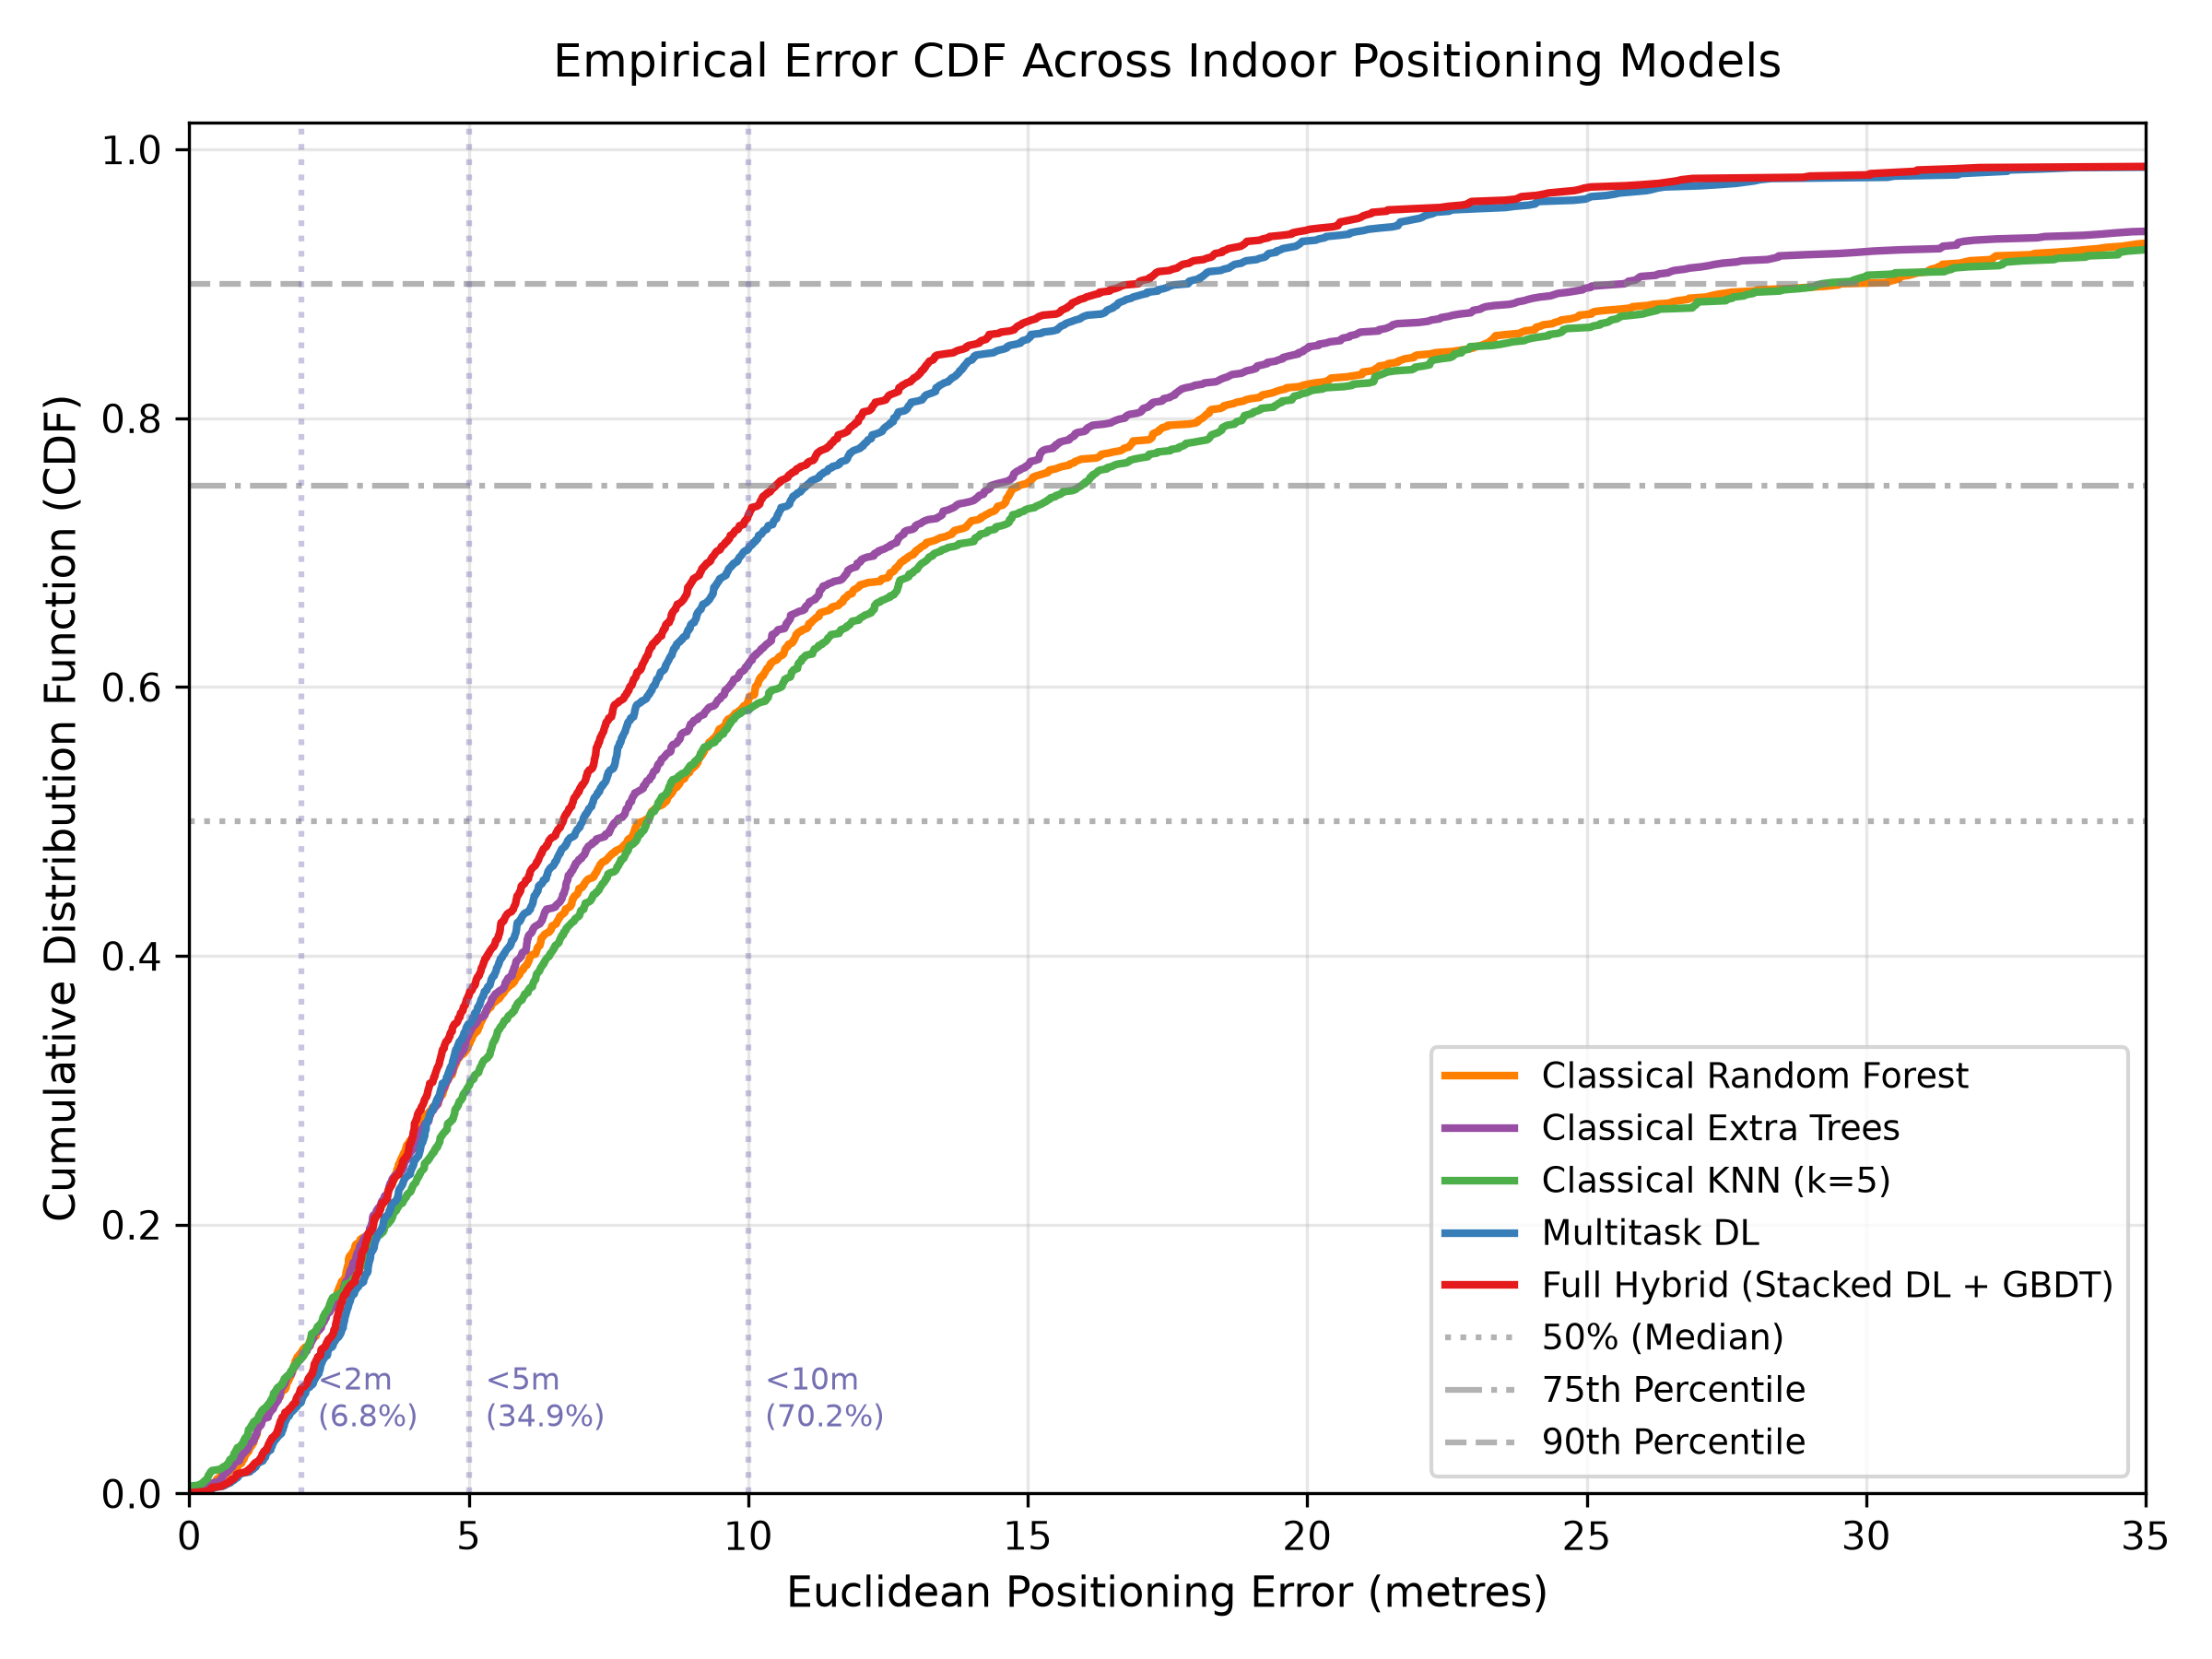 Empirical Error CDF Across Indoor Positioning Models
Cumulative Distribution Function (CDF)
1.0
0.8
0.6
0.4
0.2
0.0
<2m
(6.8%)
<5m
(34.9%)
<10m
(70.2%)
Classical Random Forest
Classical Extra Trees
Classical KNN (k=5)
Multitask DL
Full Hybrid (Stacked DL + GBDT)
50% (Median)
75th Percentile
90th Percentile
0 5 10 15 20 25 30 35
Euclidean Positioning Error (metres)